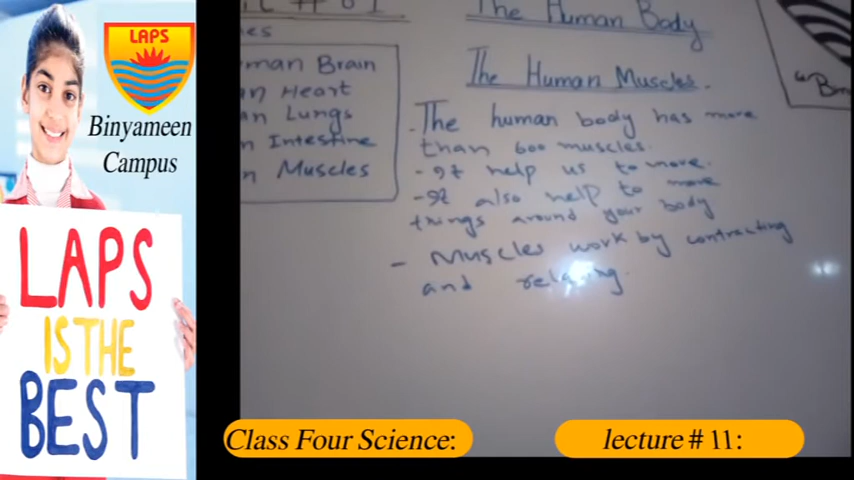 LAPS
Binyameen
Campus
LAPS
IS THE
BEST
es
man Brain
n Heart
n Lungs
n Intestine
n Muscles
The Human Body
The Human Muscles.
. The human body has more
than 600 muscles.
- It help us to move.
- It also help to move
things around your body
- Muscles work by contracting
and relaxing.
Class Four Science:
lecture # 11: